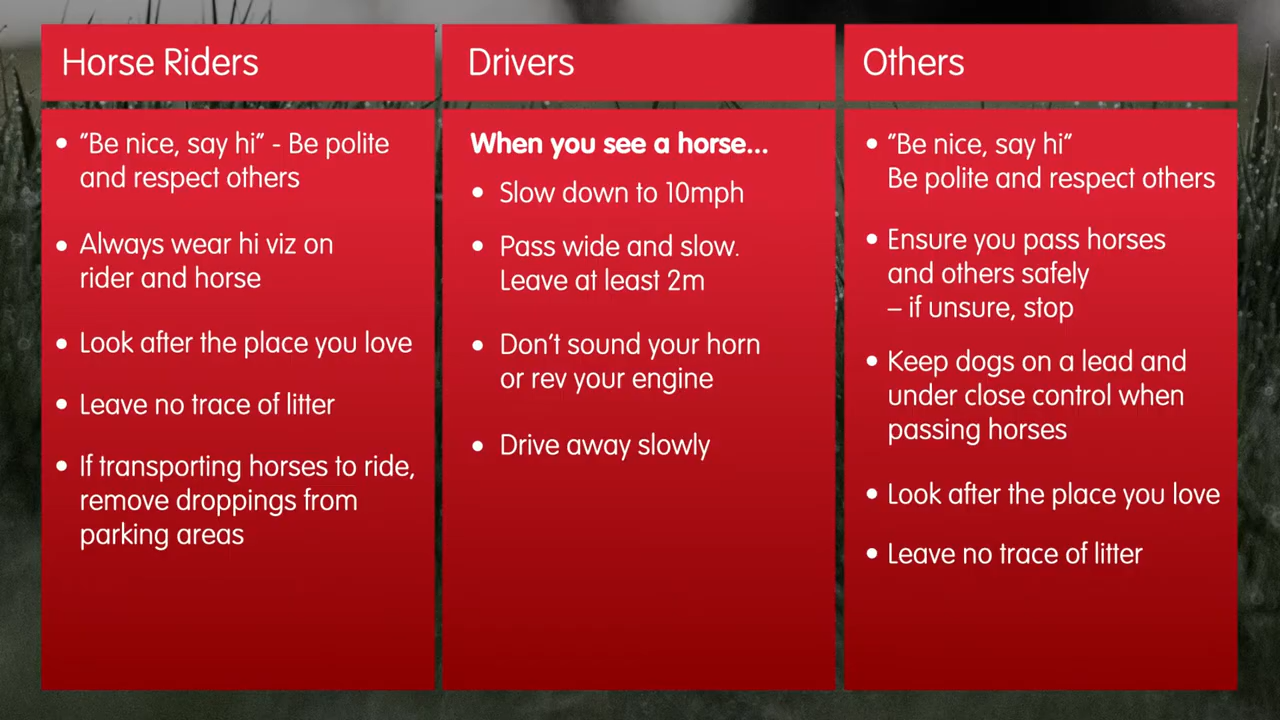 Horse Riders
• "Be nice, say hi" - Be polite
and respect others
• Always wear hi viz on
rider and horse
• Look after the place you love
• Leave no trace of litter
• If transporting horses to ride,
remove droppings from
parking areas
Drivers
When you see a horse...
• Slow down to 10mph
• Pass wide and slow.
Leave at least 2m
• Don't sound your horn
or rev your engine
• Drive away slowly
Others
• "Be nice, say hi"
Be polite and respect others
• Ensure you pass horses
and others safely
– if unsure, stop
• Keep dogs on a lead and
under close control when
passing horses
• Look after the place you love
• Leave no trace of litter